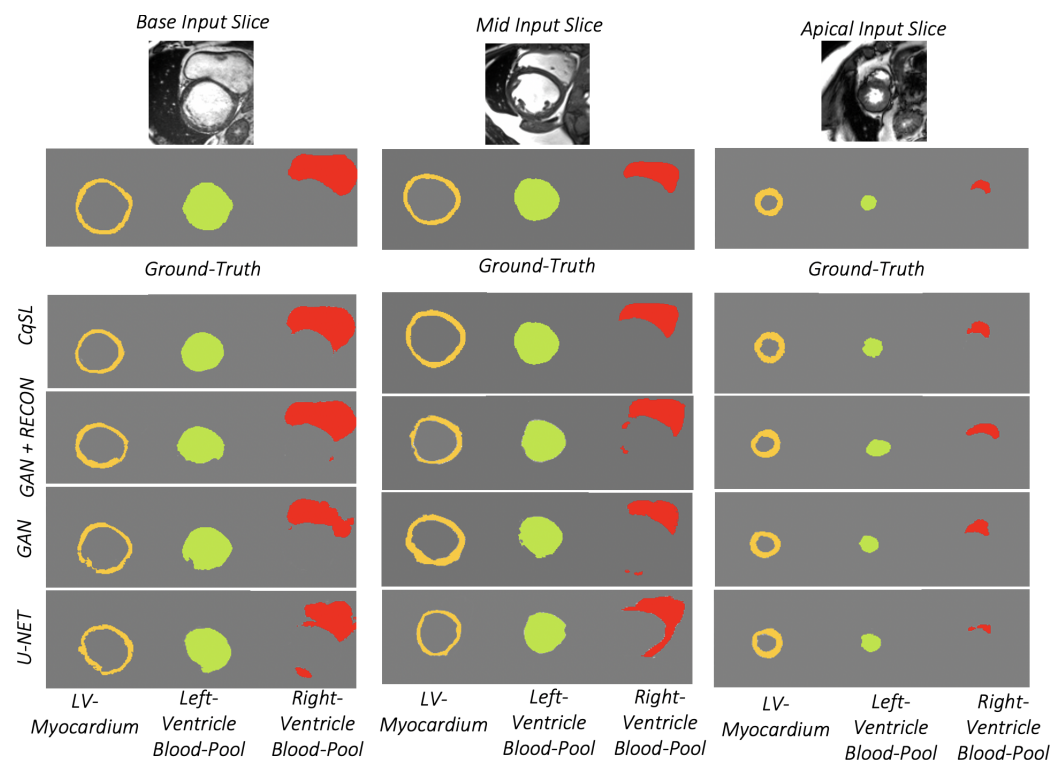 Base Input Slice
Mid Input Slice
Apical Input Slice
Ground-Truth
Ground-Truth
Ground-Truth
CqSL
GAN + RECON
GAN
U-NET
LV-
Myocardium
Left-
Ventricle
Blood-Pool
Right-
Ventricle
Blood-Pool
LV-
Myocardium
Left-
Ventricle
Blood-Pool
Right-
Ventricle
Blood-Pool
LV-
Myocardium
Left-
Ventricle
Blood-Pool
Right-
Ventricle
Blood-Pool